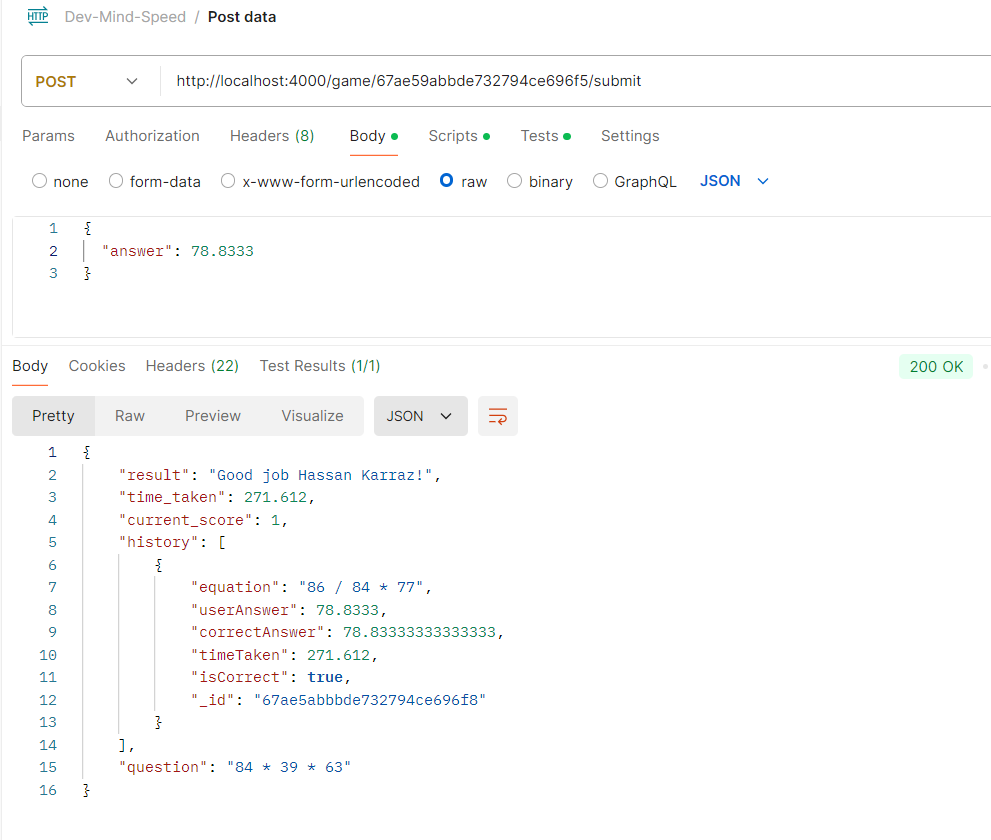 HTTP Dev-Mind-Speed / Post data
POST http://localhost:4000/game/67ae59abbde732794ce696f5/submit
Params Authorization Headers (8) Body Scripts Tests Settings
none form-data x-www-form-urlencoded raw binary GraphQL JSON
1 {
2 "answer": 78.8333
3 }
Body Cookies Headers (22) Test Results (1/1) 200 OK
Pretty Raw Preview Visualize JSON
1 {
2 "result": "Good job Hassan Karraz!",
3 "time_taken": 271.612,
4 "current_score": 1,
5 "history": [
6 {
7 "equation": "86 / 84 * 77",
8 "userAnswer": 78.8333,
9 "correctAnswer": 78.83333333333333,
10 "timeTaken": 271.612,
11 "isCorrect": true,
12 "_id": "67ae5abbbde732794ce696f8"
13 }
14 ],
15 "question": "84 * 39 * 63"
16 }